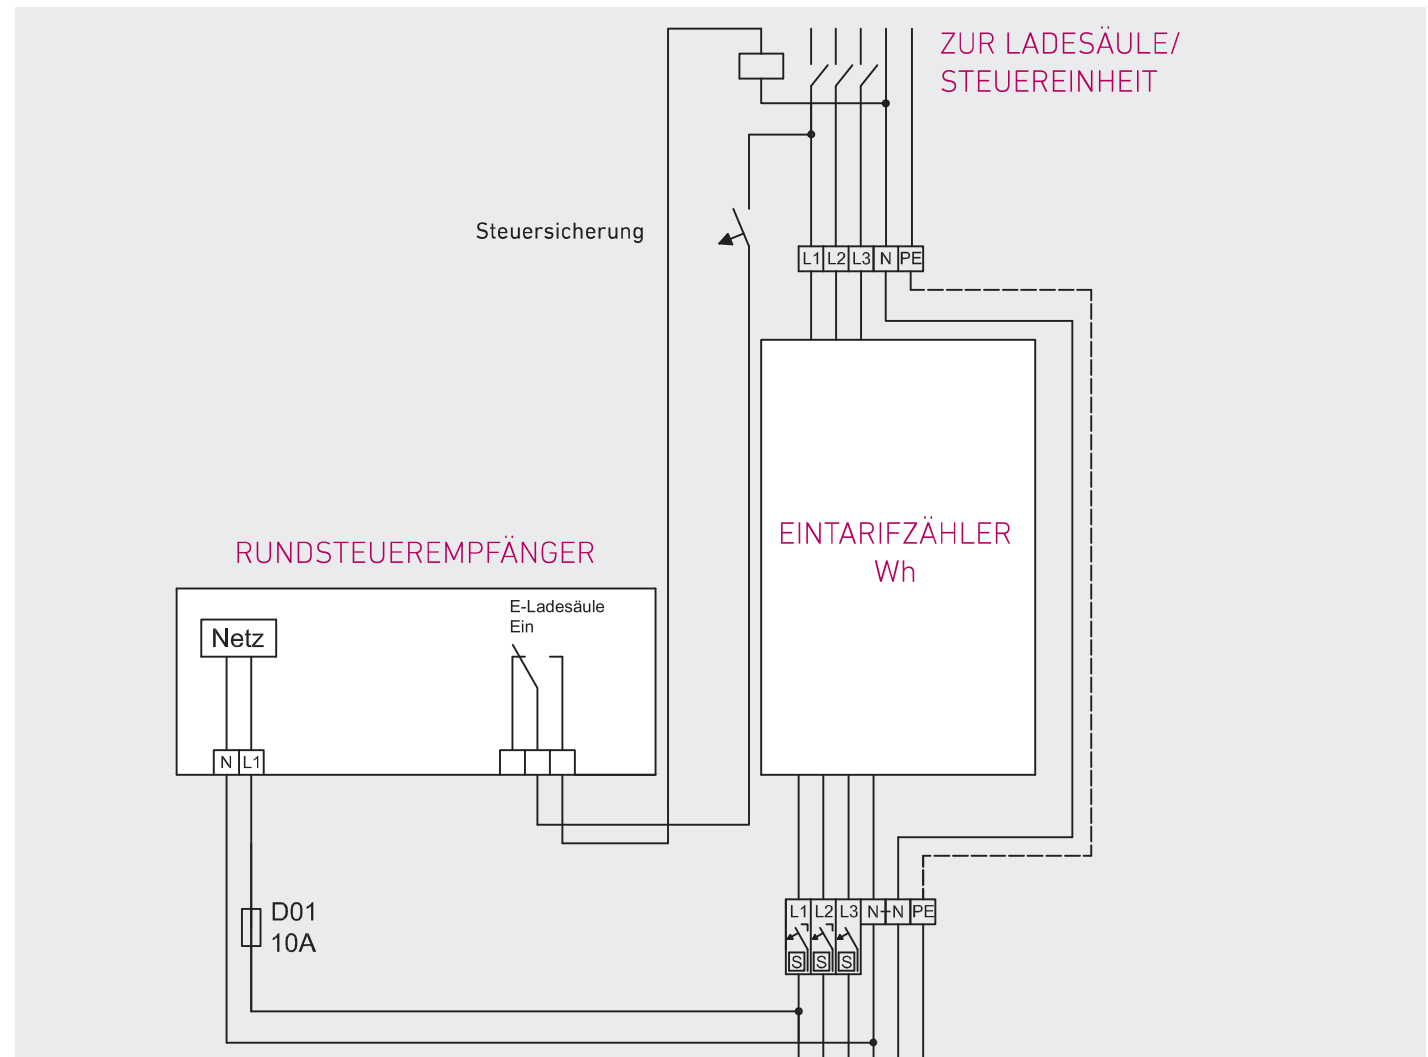 ZUR LADESÄULE/
STEUEREINHEIT
Steuersicherung
L1 L2 L3 N PE
EINTARIFZÄHLER
Wh
RUNDSTEUEREMPFÄNGER
E-Ladesäule
Ein
Netz
N L1
D01
10A
L1 L2 L3 N N PE
S S S